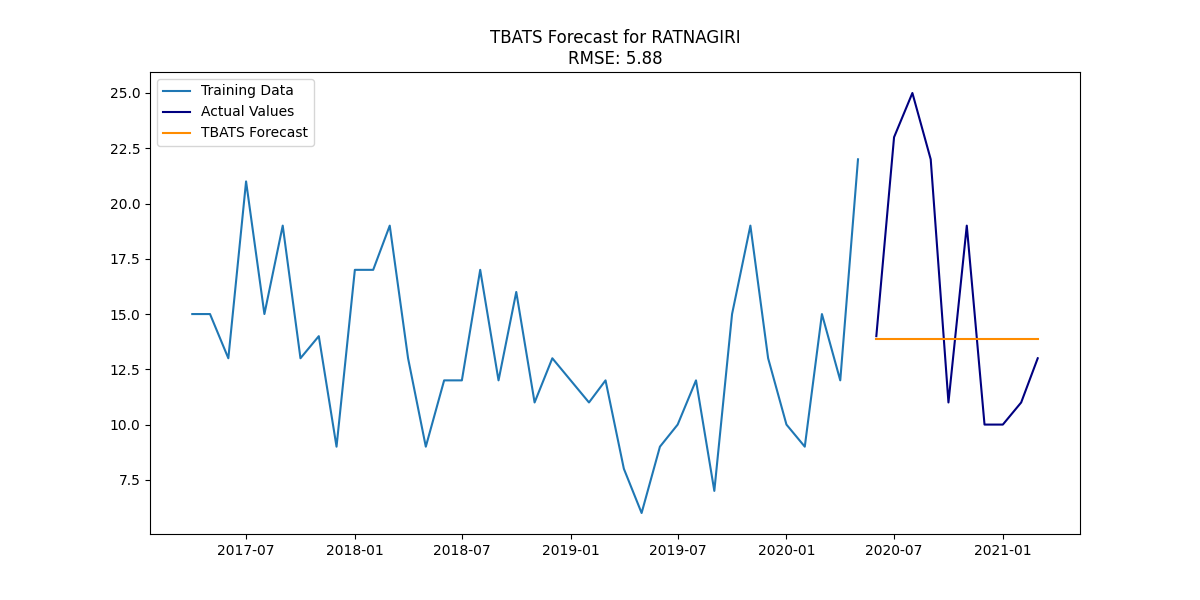 TBATS Forecast for RATNAGIRI
RMSE: 5.88
Training Data
Actual Values
TBATS Forecast
25.0
22.5
20.0
17.5
15.0
12.5
10.0
7.5
2017-07 2018-01 2018-07 2019-01 2019-07 2020-01 2020-07 2021-01